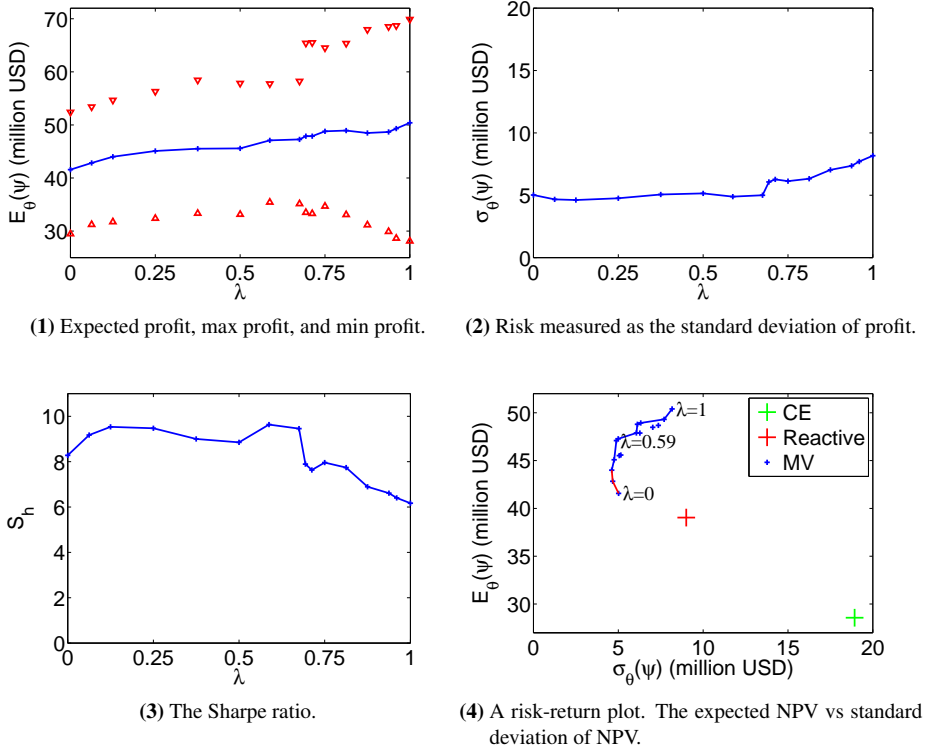 70
60
50
40
30
E_θ(ψ) (million USD)
0 0.25 0.5 0.75 1
λ
(1) Expected profit, max profit, and min profit.
20
15
10
5
0
σ_θ(ψ) (million USD)
0 0.25 0.5 0.75 1
λ
(2) Risk measured as the standard deviation of profit.
10
8
6
4
2
0
S_h
0 0.25 0.5 0.75 1
λ
(3) The Sharpe ratio.
50
45
40
35
30
E_θ(ψ) (million USD)
λ=1
λ=0.59
λ=0
CE
Reactive
MV
0 5 10 15 20
σ_θ(ψ) (million USD)
(4) A risk-return plot. The expected NPV vs standard
deviation of NPV.